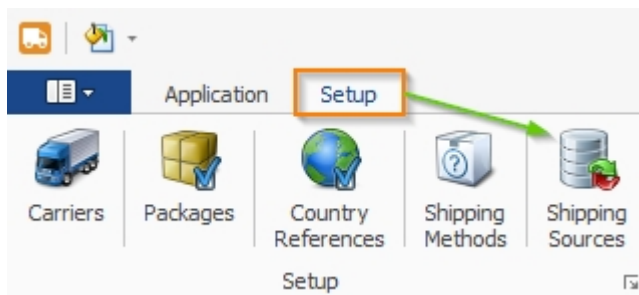 Application Setup
Carriers Packages Country Shipping Shipping
References Methods Sources
Setup